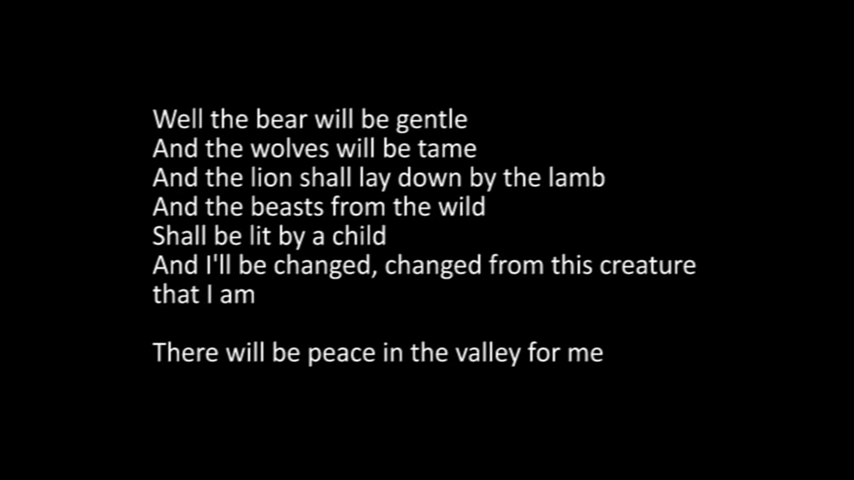 Well the bear will be gentle
And the wolves will be tame
And the lion shall lay down by the lamb
And the beasts from the wild
Shall be lit by a child
And I'll be changed, changed from this creature
that I am
There will be peace in the valley for me